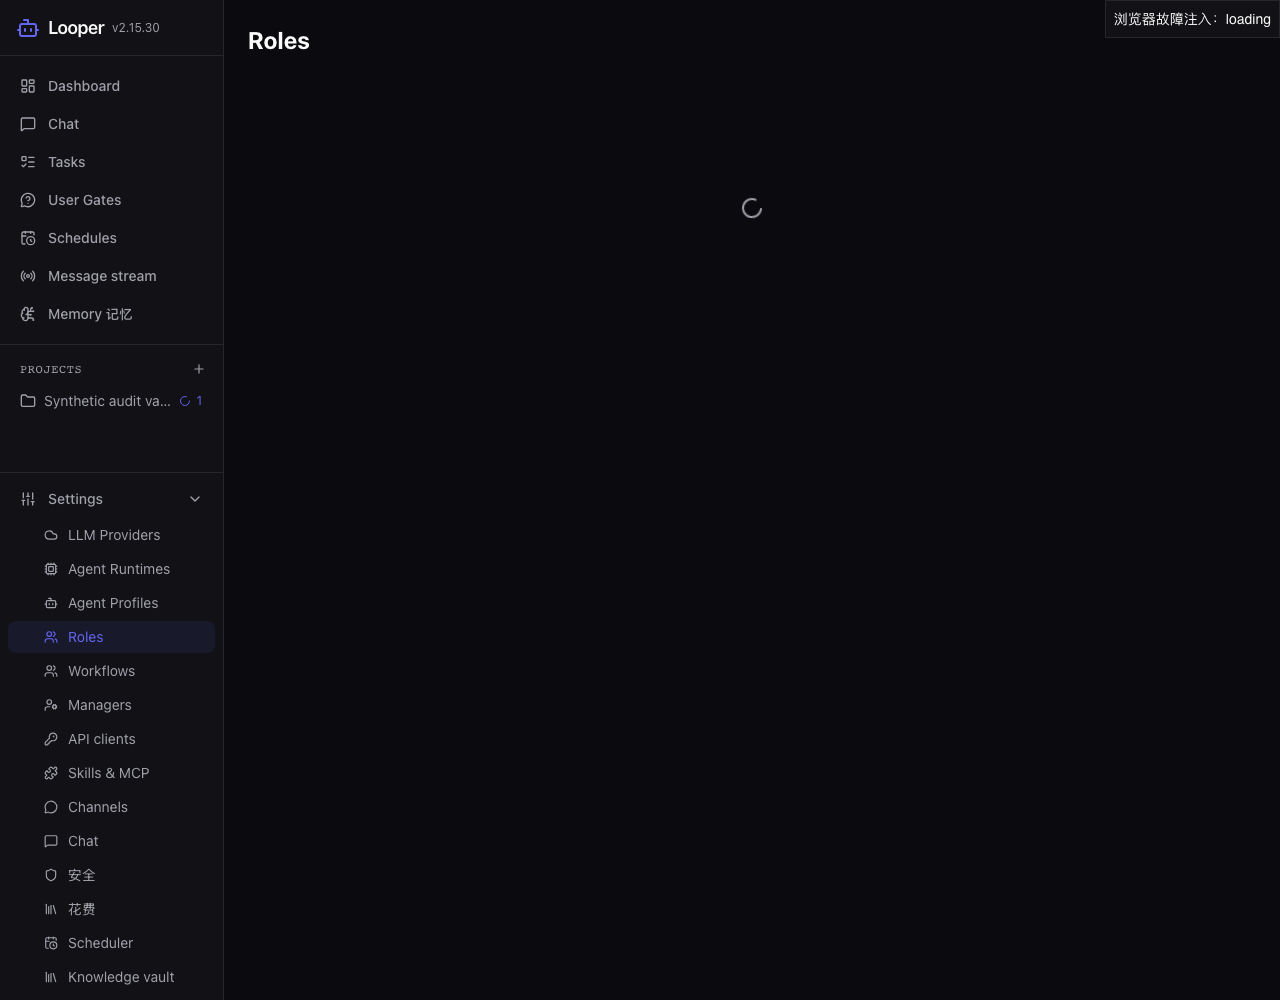 Looper v2.15.30
Dashboard
Chat
Tasks
User Gates
Schedules
Message stream
Memory 记忆
PROJECTS
Synthetic audit va... 1
Settings
LLM Providers
Agent Runtimes
Agent Profiles
Roles
Workflows
Managers
API clients
Skills & MCP
Channels
Chat
安全
花费
Scheduler
Knowledge vault
Roles
浏览器故障注入：loading